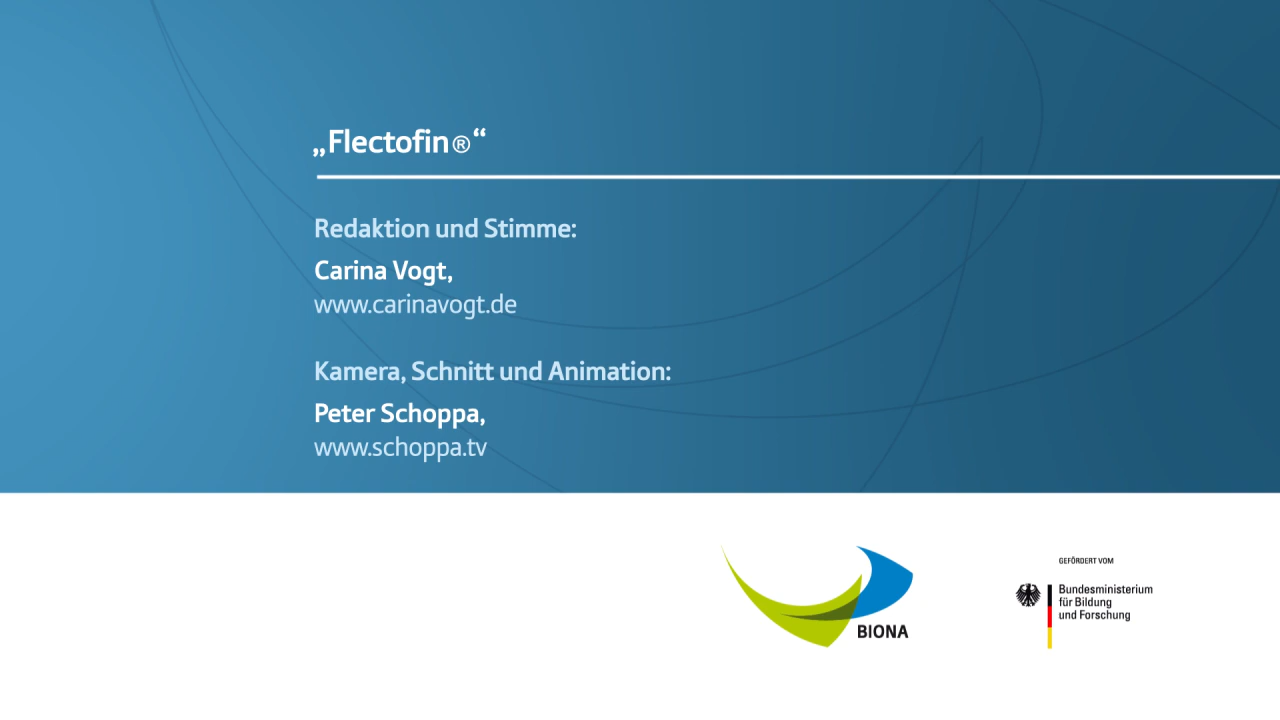 „Flectofin®“
Redaktion und Stimme:
Carina Vogt,
www.carinavogt.de
Kamera, Schnitt und Animation:
Peter Schoppa,
www.schoppa.tv
BIONA
GEFÖRDERT VOM
Bundesministerium
für Bildung
und Forschung